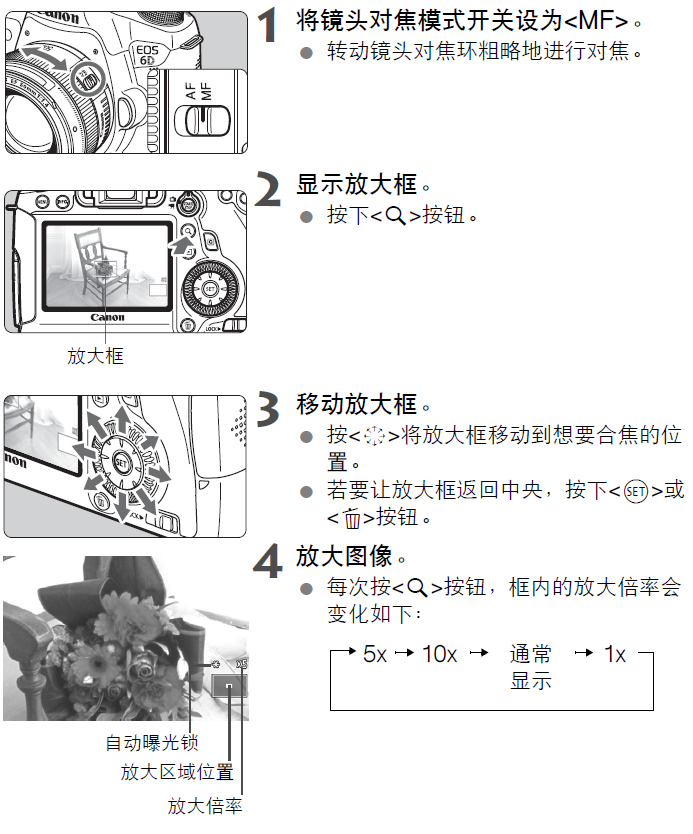 1 将镜头对焦模式开关设为<MF>。
● 转动镜头对焦环粗略地进行对焦。
EOS
6D
AF
MF
2 显示放大框。
● 按下<🔍>按钮。
MENU INFO.
SET
Canon
LOCK▶
放大框
3 移动放大框。
● 按<✲>将放大框移动到想要合焦的位
置。
● 若要让放大框返回中央，按下<SET>或
<🗑>按钮。
SET
4 放大图像。
● 每次按<🔍>按钮，框内的放大倍率会
变化如下：
5x → 10x → 通常 → 1x
显示
X5
自动曝光锁
放大区域位置
放大倍率